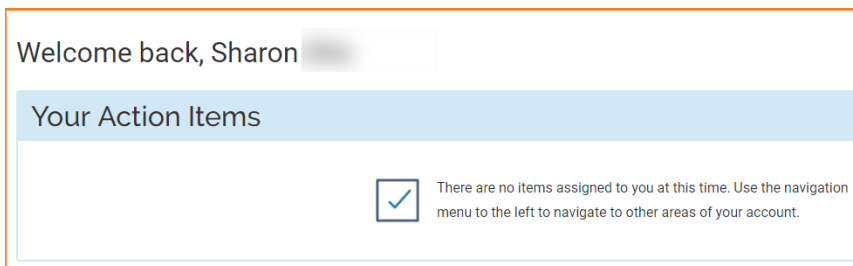 Welcome back, Sharon
Your Action Items
There are no items assigned to you at this time. Use the navigation
menu to the left to navigate to other areas of your account.